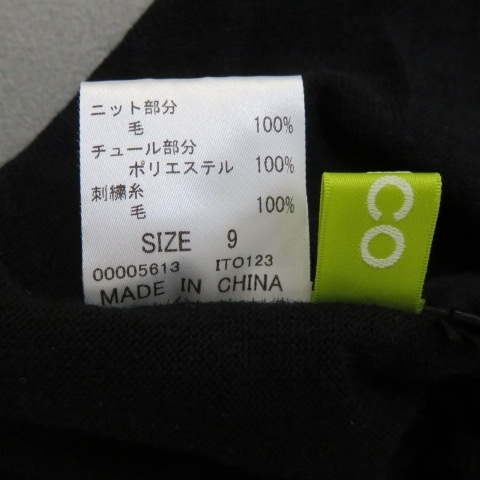 ニット部分
毛 100%
チュール部分
ポリエステル 100%
刺繍糸
毛 100%
SIZE 9
00005613 ITO123
MADE IN CHINA
CO